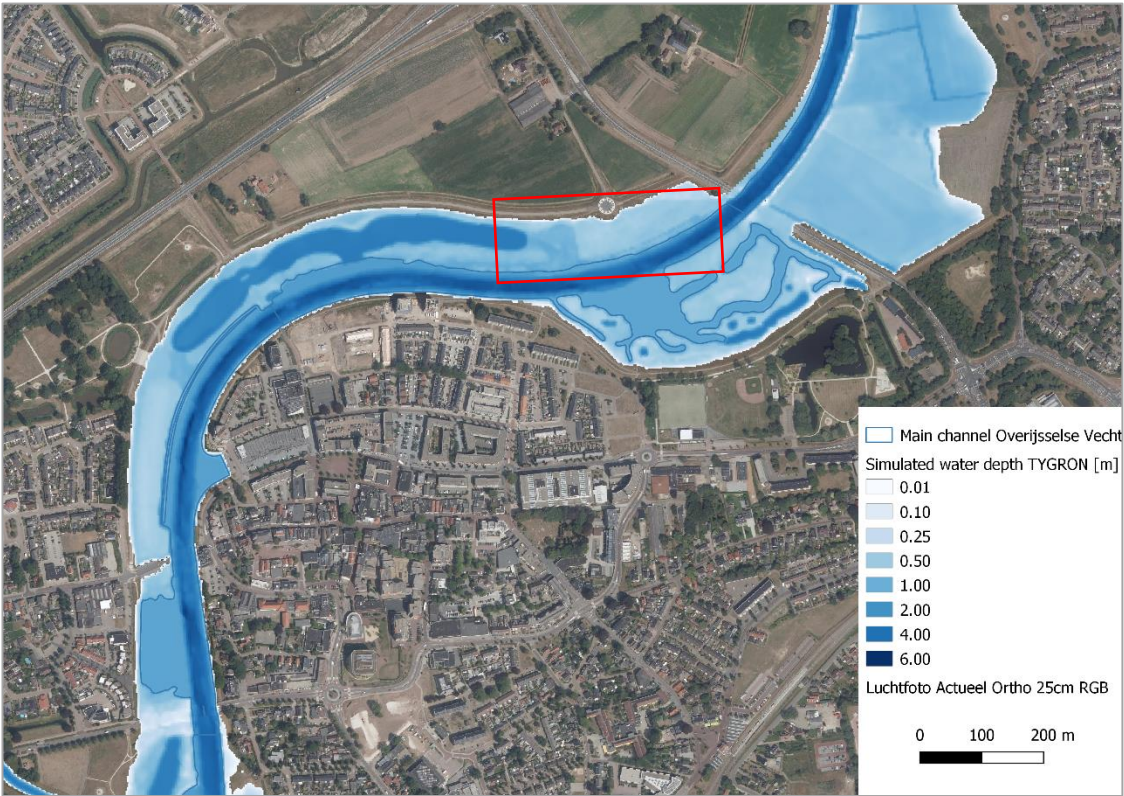 Main channel Overijsselse Vecht
Simulated water depth TYGRON [m]
0.01
0.10
0.25
0.50
1.00
2.00
4.00
6.00
Luchtfoto Actueel Ortho 25cm RGB
0 100 200 m